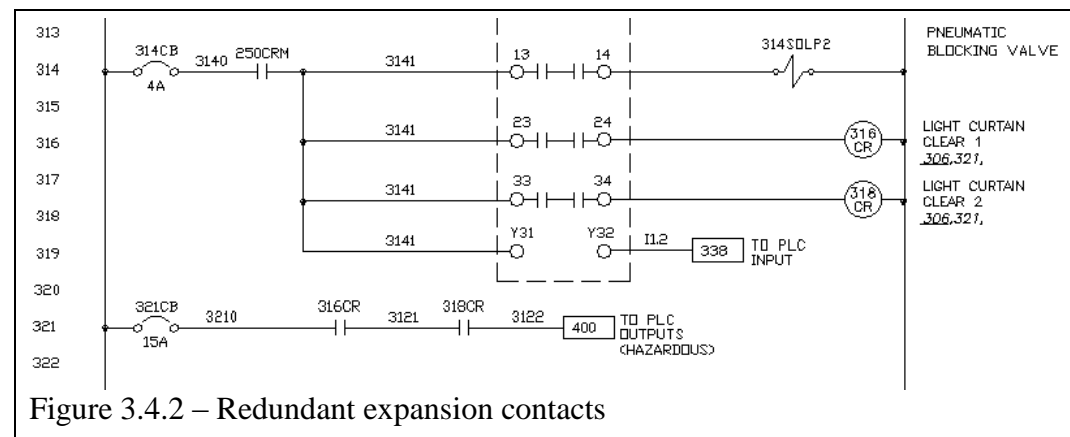 313
PNEUMATIC
BLOCKING VALVE
314CB
3140
250CRM
3141
13
14
314SOLP2
314
4A
315
3141
23
24
316
CR
LIGHT CURTAIN
CLEAR 1
306,321,
316
317
3141
33
34
318
CR
LIGHT CURTAIN
CLEAR 2
306,321,
318
3141
Y31
Y32
I1.2
338
TO PLC
INPUT
319
320
321CB
3210
316CR
3121
318CR
3122
400
TO PLC
OUTPUTS
(HAZARDOUS)
321
15A
322
Figure 3.4.2 – Redundant expansion contacts